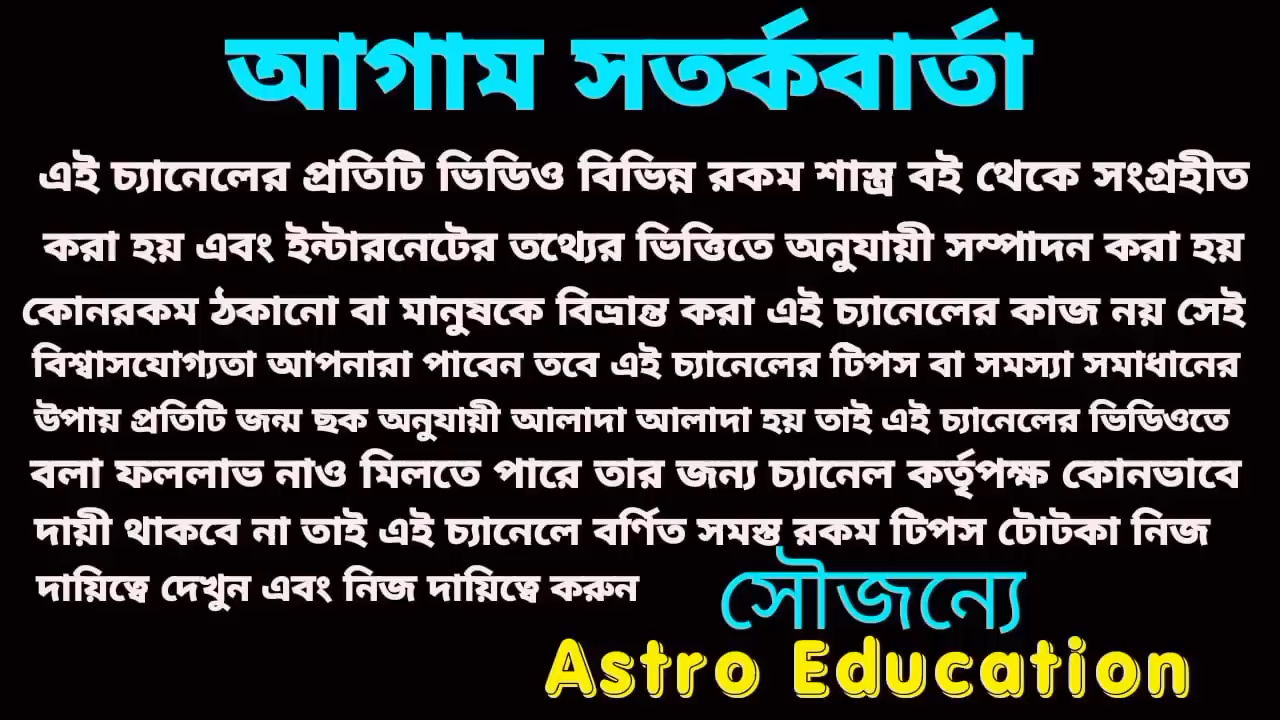 আগাম সতর্কবার্তা
এই চ্যানেলের প্রতিটি ভিডিও বিভিন্ন রকম শাস্ত্র বই থেকে সংগ্রহীত
করা হয় এবং ইন্টারনেটের তথ্যের ভিত্তিতে অনুযায়ী সম্পাদন করা হয়
কোনরকম ঠকানো বা মানুষকে বিভ্রান্ত করা এই চ্যানেলের কাজ নয় সেই
বিশ্বাসযোগ্যতা আপনারা পাবেন তবে এই চ্যানেলের টিপস বা সমস্যা সমাধানের
উপায় প্রতিটি জন্ম ছক অনুযায়ী আলাদা আলাদা হয় তাই এই চ্যানেলের ভিডিওতে
বলা ফললাভ নাও মিলতে পারে তার জন্য চ্যানেল কর্তৃপক্ষ কোনভাবে
দায়ী থাকবে না তাই এই চ্যানেলে বর্ণিত সমস্ত রকম টিপস টোটকা নিজ
দায়িত্বে দেখুন এবং নিজ দায়িত্বে করুন
সৌজন্যে
Astro Education